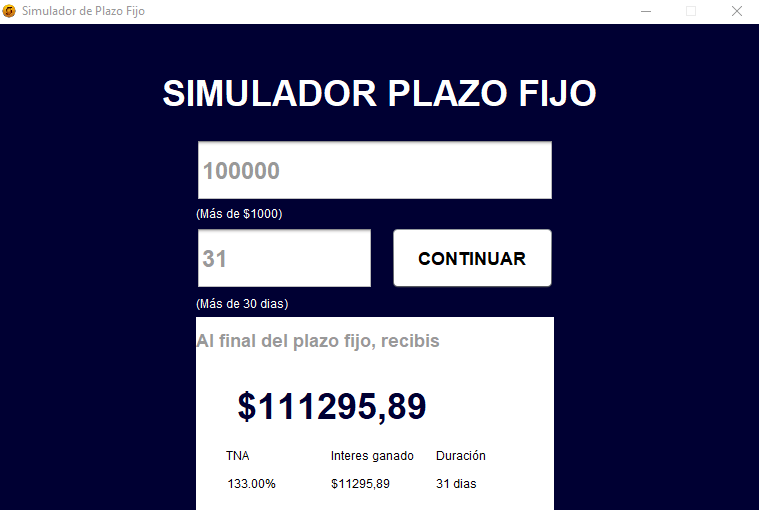 Simulador de Plazo Fijo
SIMULADOR PLAZO FIJO
100000
(Más de $1000)
31
CONTINUAR
(Más de 30 dias)
Al final del plazo fijo, recibis
$111295,89
TNA Interes ganado Duración
133.00% $11295,89 31 dias